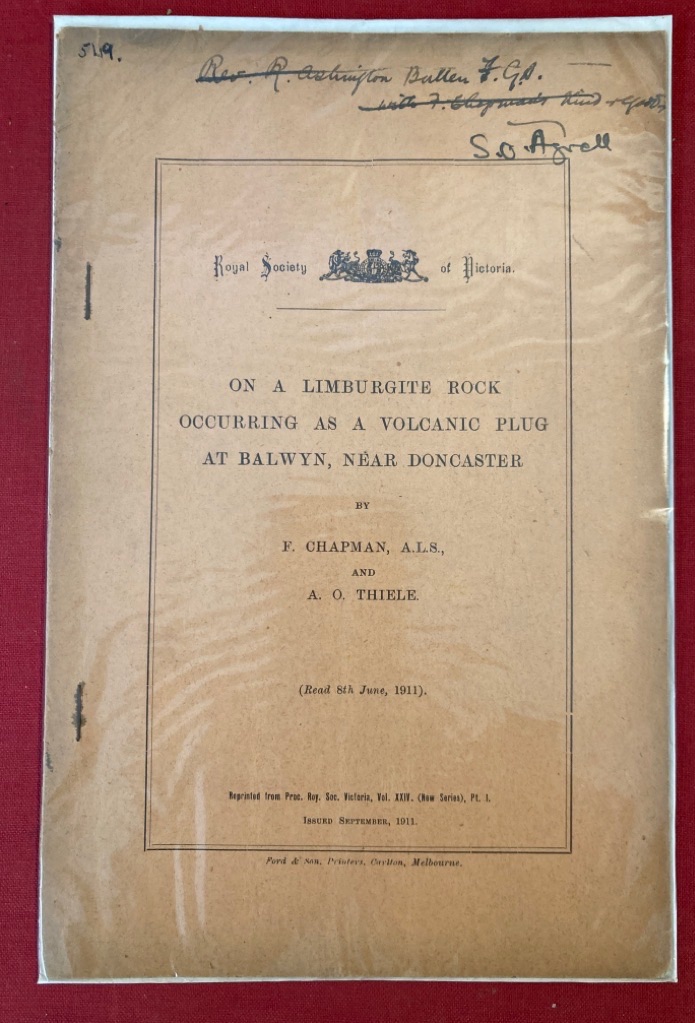 549.
Rev. R. Ashington Bullen F.G.S.
with F. Chapman's kind regards
S.O. Agrell
Royal Society of Victoria.
ON A LIMBURGITE ROCK
OCCURRING AS A VOLCANIC PLUG
AT BALWYN, NEAR DONCASTER
BY
F. CHAPMAN, A.L.S.,
AND
A. O. THIELE.
(Read 8th June, 1911).
Reprinted from Proc. Roy. Soc. Victoria, Vol. XXIV. (New Series), Pt. I.
ISSUED SEPTEMBER, 1911.
Ford & Son, Printers, Carlton, Melbourne.